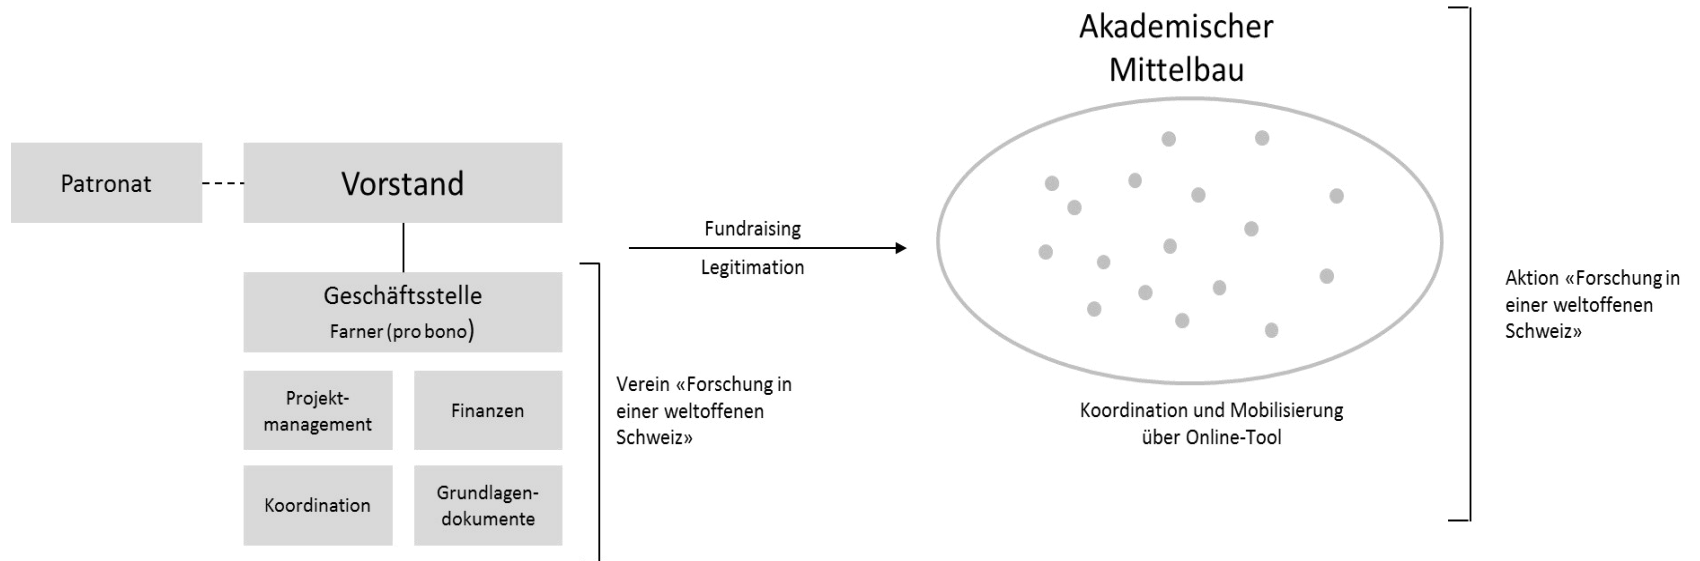 Akademischer
Mittelbau
Patronat
Vorstand
Fundraising
Legitimation
Geschäftsstelle
Farner (pro bono)
Projekt-
management
Finanzen
Koordination
Grundlagen-
dokumente
Verein «Forschung in
einer weltoffenen
Schweiz»
Koordination und Mobilisierung
über Online-Tool
Aktion «Forschung in
einer weltoffenen
Schweiz»